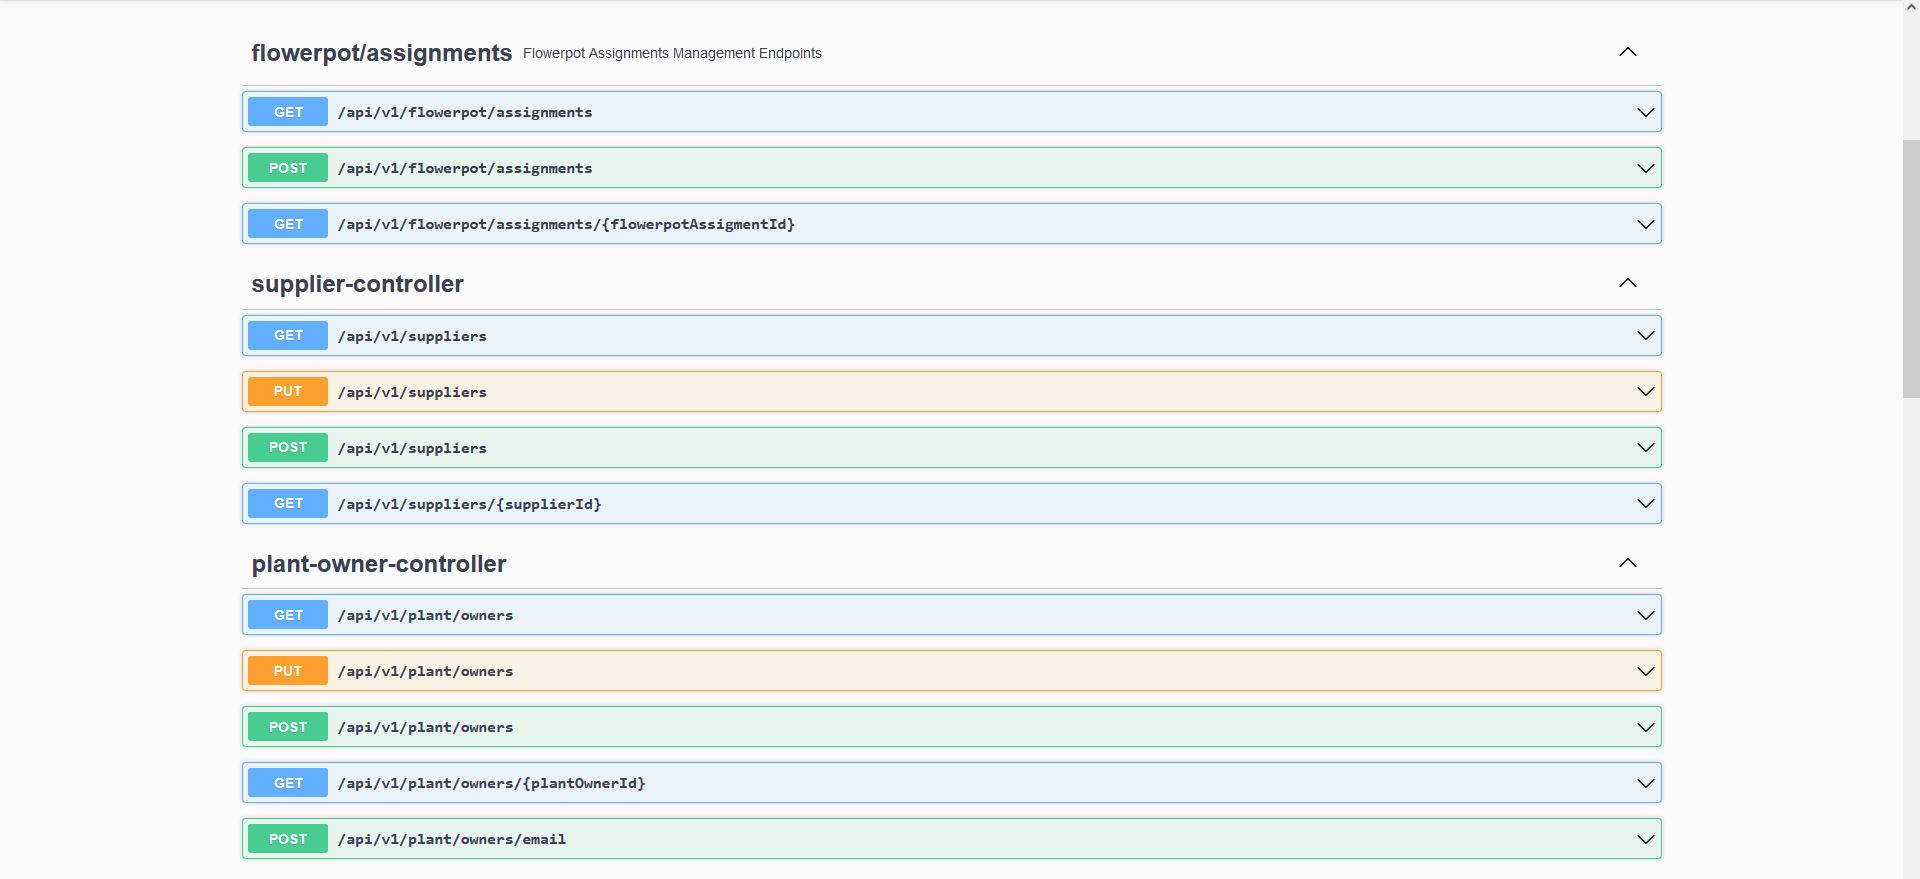 flowerpot/assignments Flowerpot Assignments Management Endpoints
GET /api/v1/flowerpot/assignments
POST /api/v1/flowerpot/assignments
GET /api/v1/flowerpot/assignments/{flowerpotAssigmentId}
supplier-controller
GET /api/v1/suppliers
PUT /api/v1/suppliers
POST /api/v1/suppliers
GET /api/v1/suppliers/{supplierId}
plant-owner-controller
GET /api/v1/plant/owners
PUT /api/v1/plant/owners
POST /api/v1/plant/owners
GET /api/v1/plant/owners/{plantOwnerId}
POST /api/v1/plant/owners/email